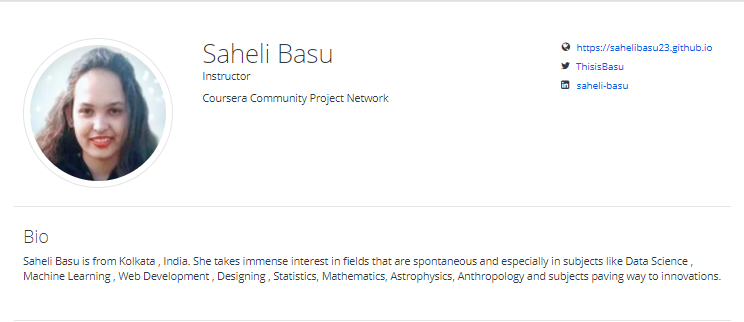 Saheli Basu
Instructor
Coursera Community Project Network
https://sahelibasu23.github.io
ThisisBasu
saheli-basu
Bio
Saheli Basu is from Kolkata , India. She takes immense interest in fields that are spontaneous and especially in subjects like Data Science ,
Machine Learning , Web Development , Designing , Statistics, Mathematics, Astrophysics, Anthropology and subjects paving way to innovations.